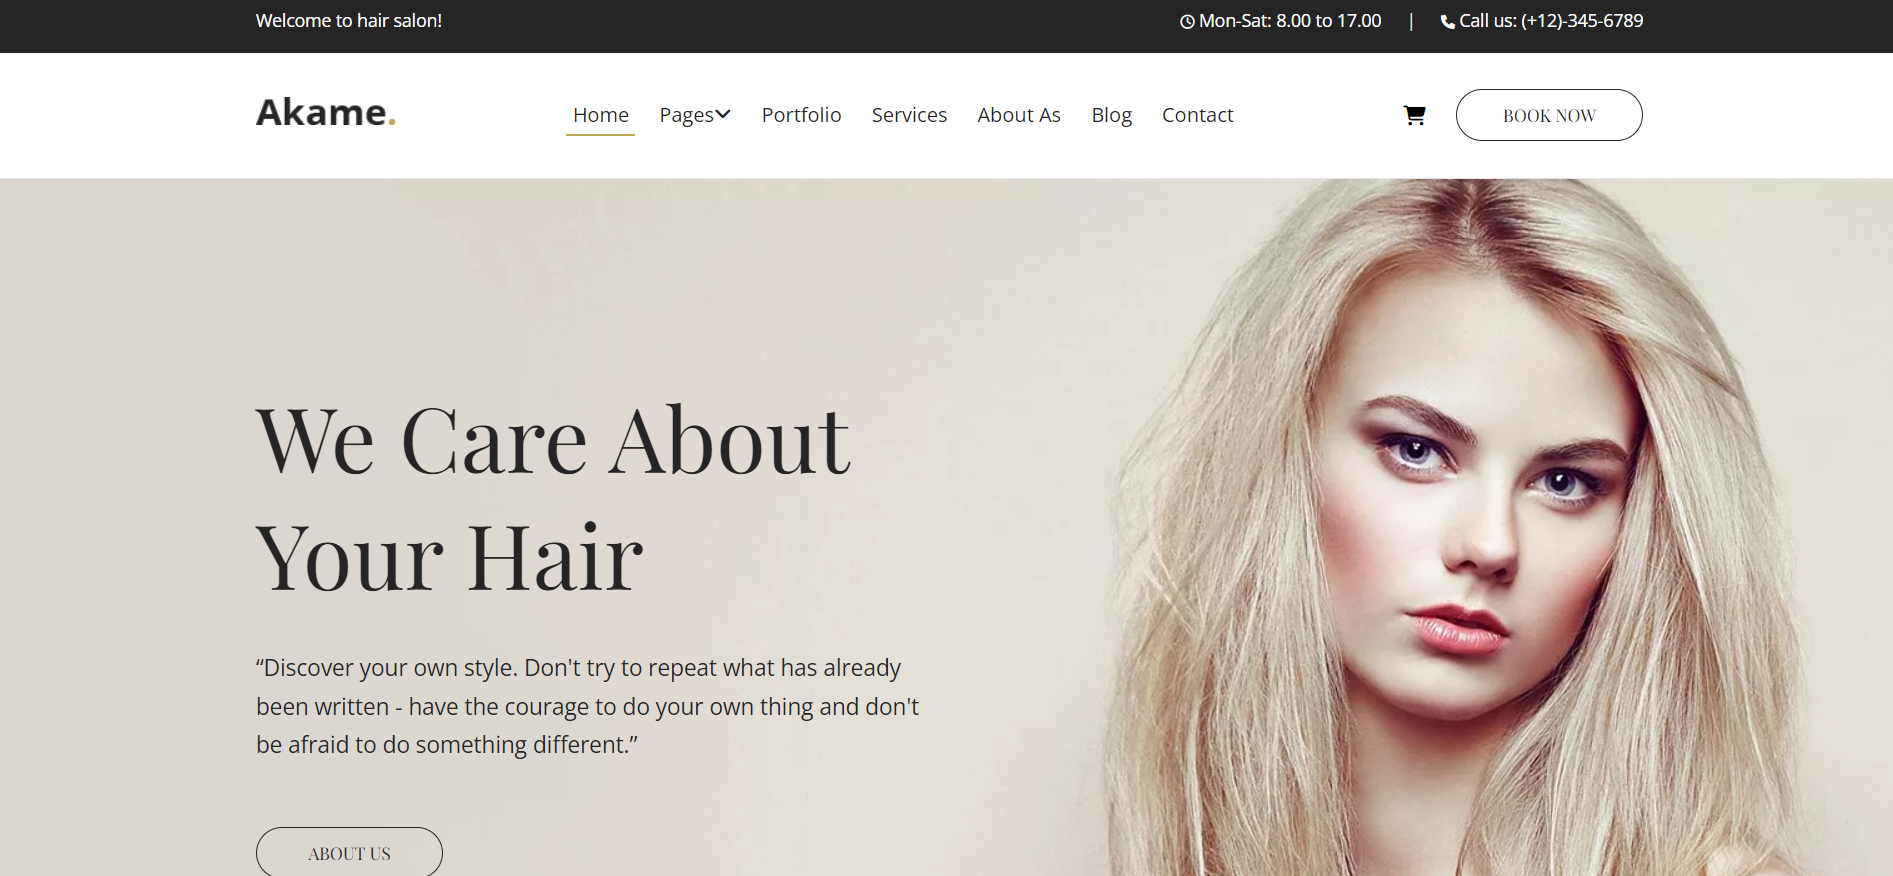 Welcome to hair salon!
Mon-Sat: 8.00 to 17.00 | Call us: (+12)-345-6789
Akame.
Home Pages Portfolio Services About As Blog Contact
BOOK NOW
We Care About
Your Hair
“Discover your own style. Don't try to repeat what has already
been written - have the courage to do your own thing and don't
be afraid to do something different.”
ABOUT US